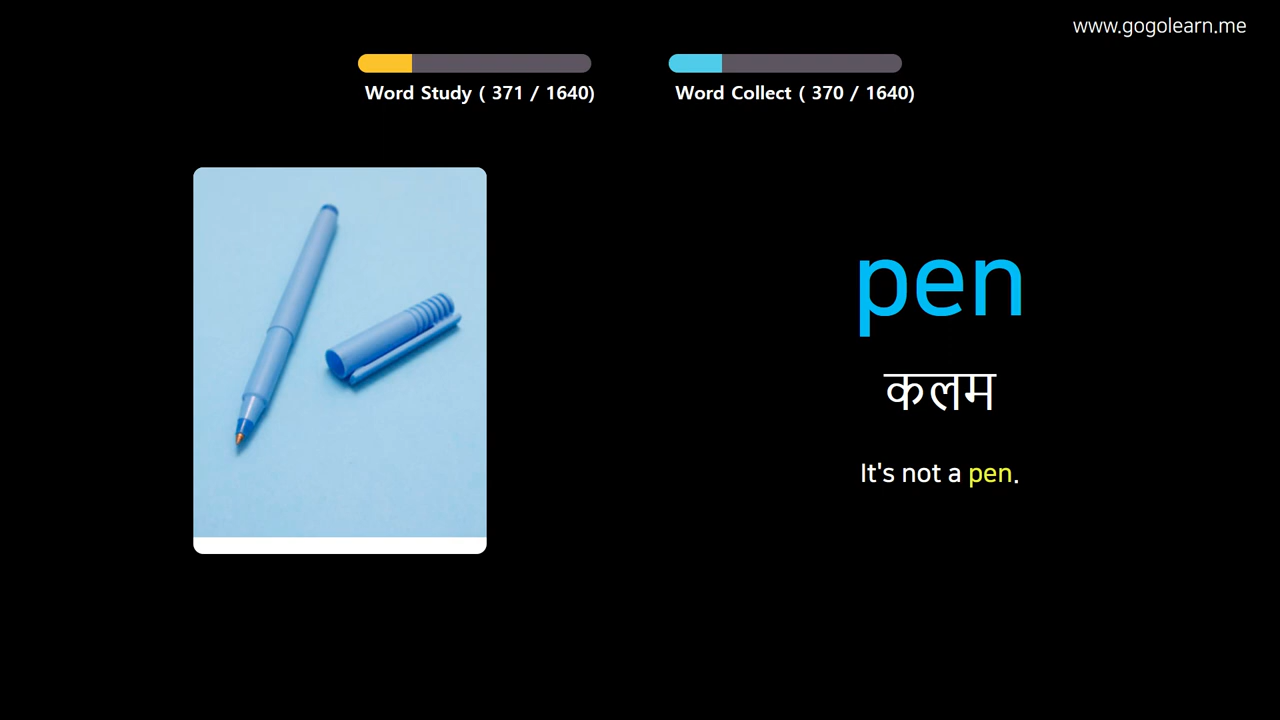 www.gogolearn.me
Word Study ( 371 / 1640)
Word Collect ( 370 / 1640)
pen
कलम
It's not a pen.